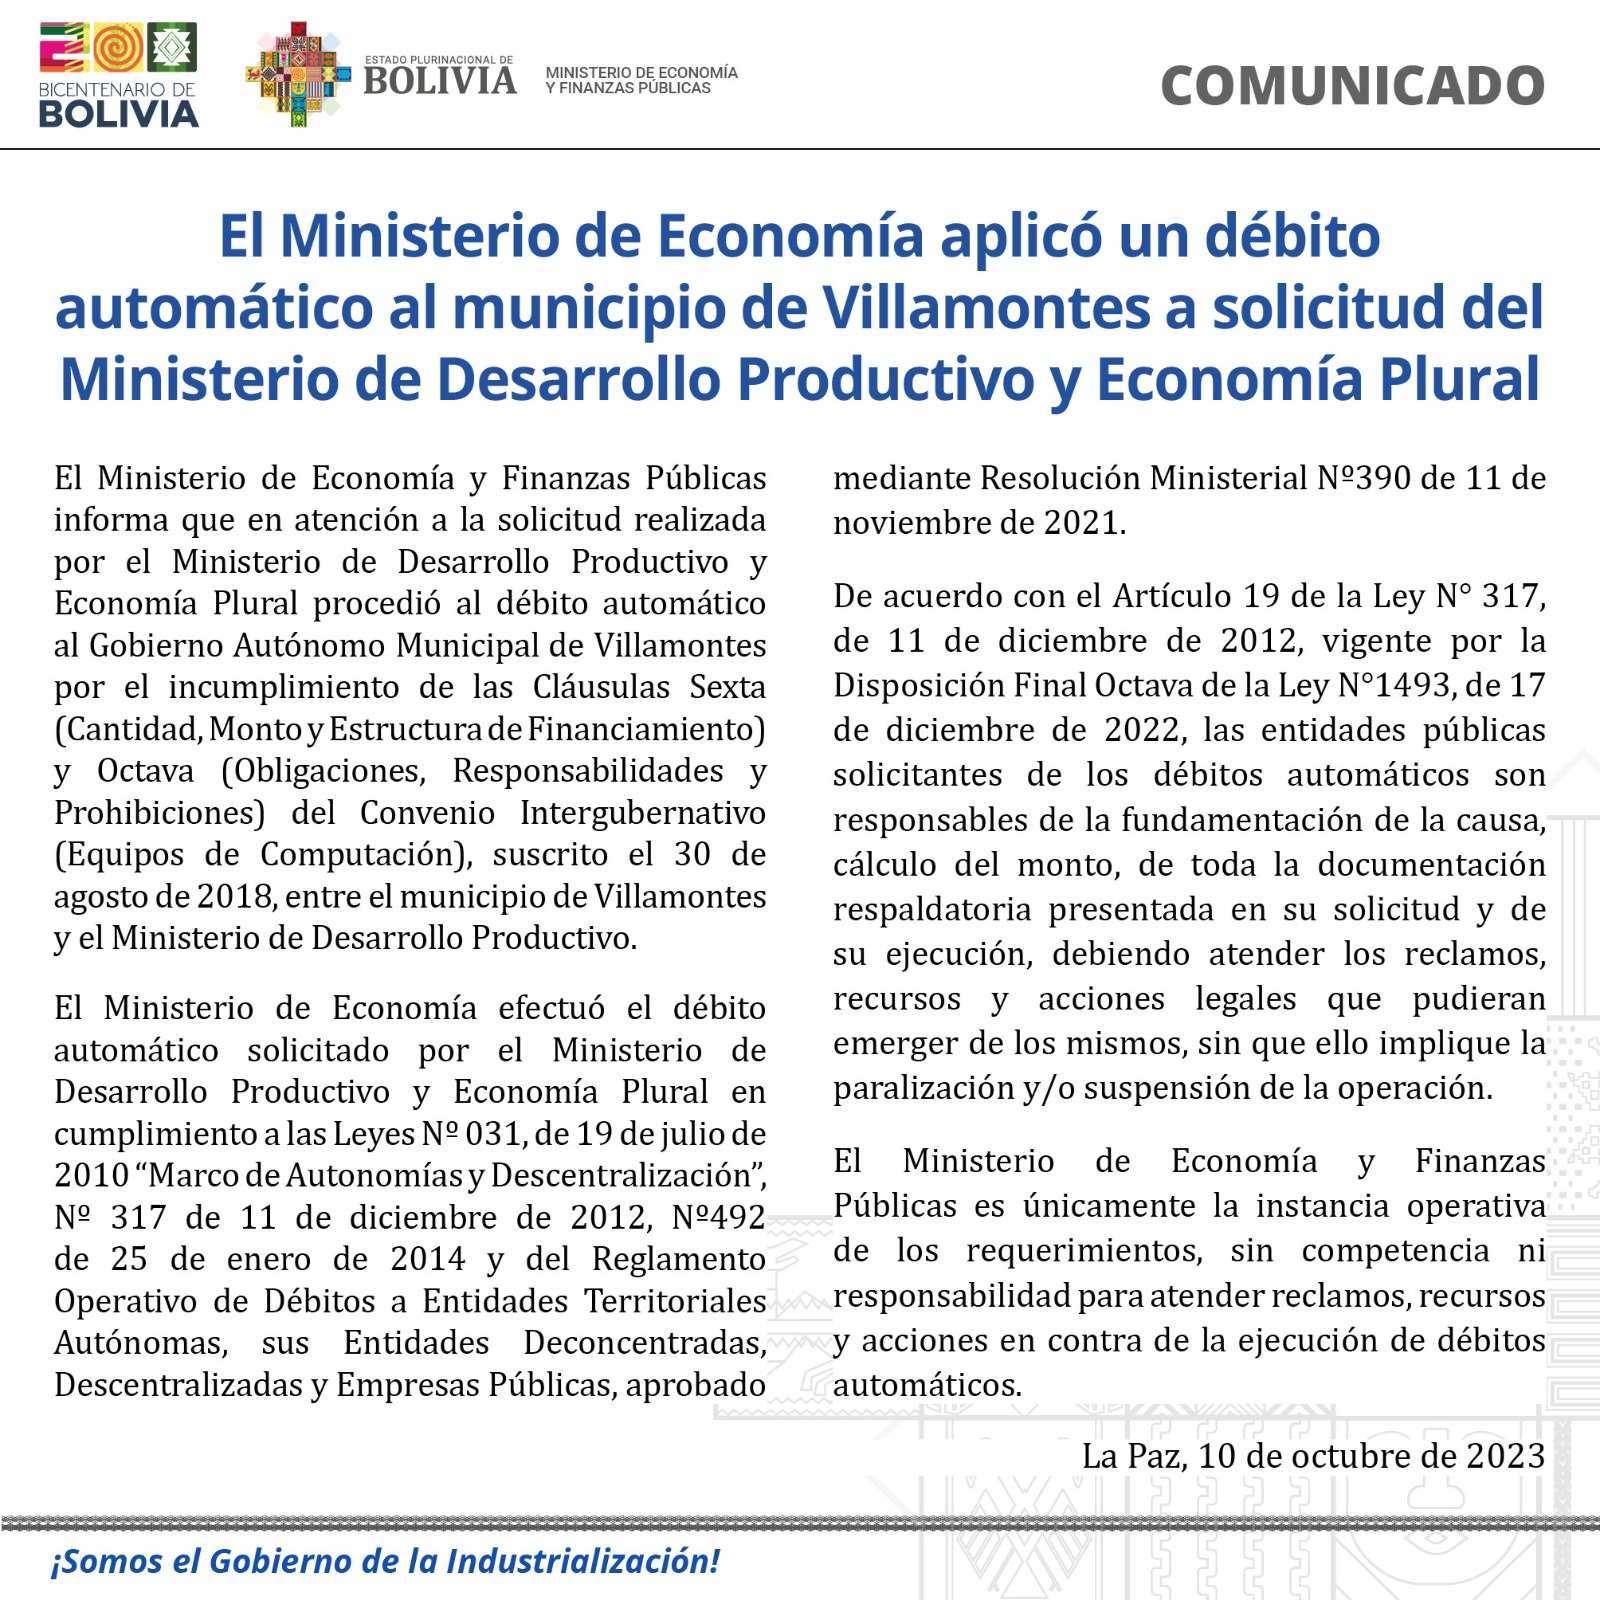 BICENTENARIO DE
BOLIVIA
ESTADO PLURINACIONAL DE
BOLIVIA
MINISTERIO DE ECONOMÍA
Y FINANZAS PÚBLICAS
COMUNICADO
El Ministerio de Economía aplicó un débito
automático al municipio de Villamontes a solicitud del
Ministerio de Desarrollo Productivo y Economía Plural
El Ministerio de Economía y Finanzas Públicas
informa que en atención a la solicitud realizada
por el Ministerio de Desarrollo Productivo y
Economía Plural procedió al débito automático
al Gobierno Autónomo Municipal de Villamontes
por el incumplimiento de las Cláusulas Sexta
(Cantidad, Monto y Estructura de Financiamiento)
y Octava (Obligaciones, Responsabilidades y
Prohibiciones) del Convenio Intergubernativo
(Equipos de Computación), suscrito el 30 de
agosto de 2018, entre el municipio de Villamontes
y el Ministerio de Desarrollo Productivo.
El Ministerio de Economía efectuó el débito
automático solicitado por el Ministerio de
Desarrollo Productivo y Economía Plural en
cumplimiento a las Leyes Nº 031, de 19 de julio de
2010 “Marco de Autonomías y Descentralización”,
Nº 317 de 11 de diciembre de 2012, Nº492
de 25 de enero de 2014 y del Reglamento
Operativo de Débitos a Entidades Territoriales
Autónomas, sus Entidades Deconcentradas,
Descentralizadas y Empresas Públicas, aprobado
mediante Resolución Ministerial Nº390 de 11 de
noviembre de 2021.
De acuerdo con el Artículo 19 de la Ley N° 317,
de 11 de diciembre de 2012, vigente por la
Disposición Final Octava de la Ley N°1493, de 17
de diciembre de 2022, las entidades públicas
solicitantes de los débitos automáticos son
responsables de la fundamentación de la causa,
cálculo del monto, de toda la documentación
respaldatoria presentada en su solicitud y de
su ejecución, debiendo atender los reclamos,
recursos y acciones legales que pudieran
emerger de los mismos, sin que ello implique la
paralización y/o suspensión de la operación.
El Ministerio de Economía y Finanzas
Públicas es únicamente la instancia operativa
de los requerimientos, sin competencia ni
responsabilidad para atender reclamos, recursos
y acciones en contra de la ejecución de débitos
automáticos.
La Paz, 10 de octubre de 2023
¡Somos el Gobierno de la Industrialización!